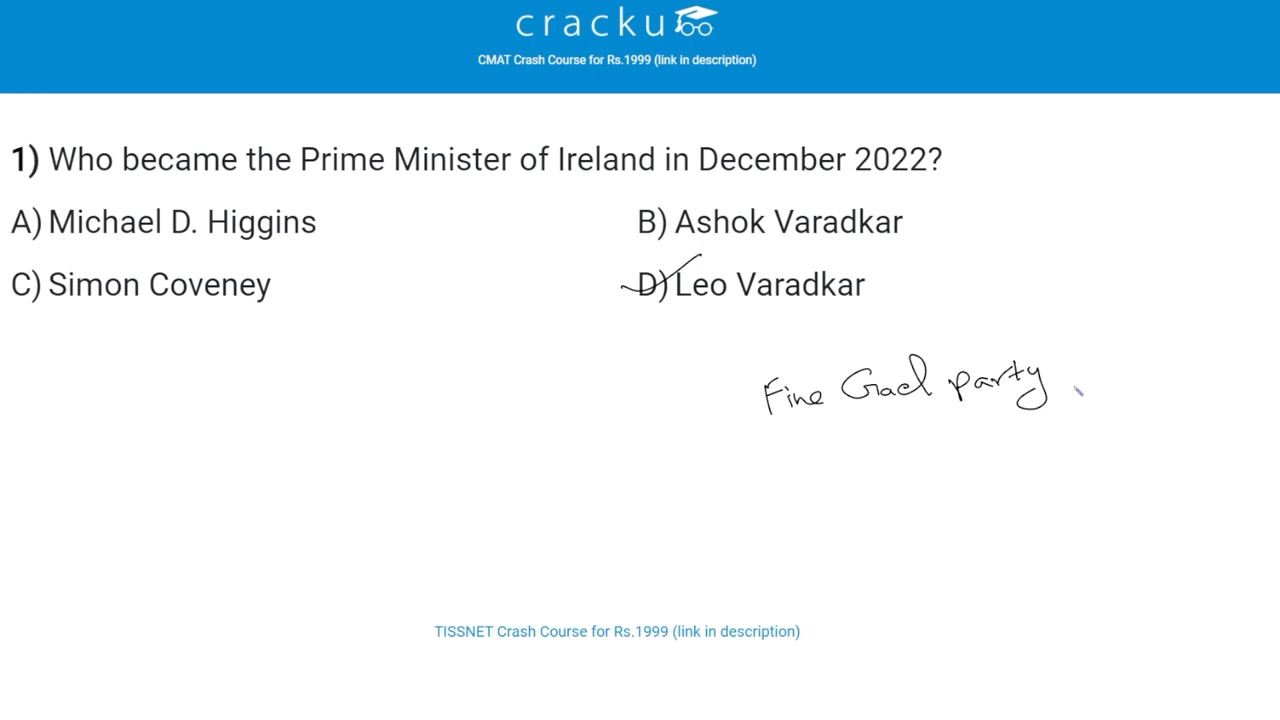 cracku
CMAT Crash Course for Rs.1999 (link in description)
1) Who became the Prime Minister of Ireland in December 2022?
A) Michael D. Higgins
B) Ashok Varadkar
C) Simon Coveney
D) Leo Varadkar
Fine Gael party
TISSNET Crash Course for Rs.1999 (link in description)